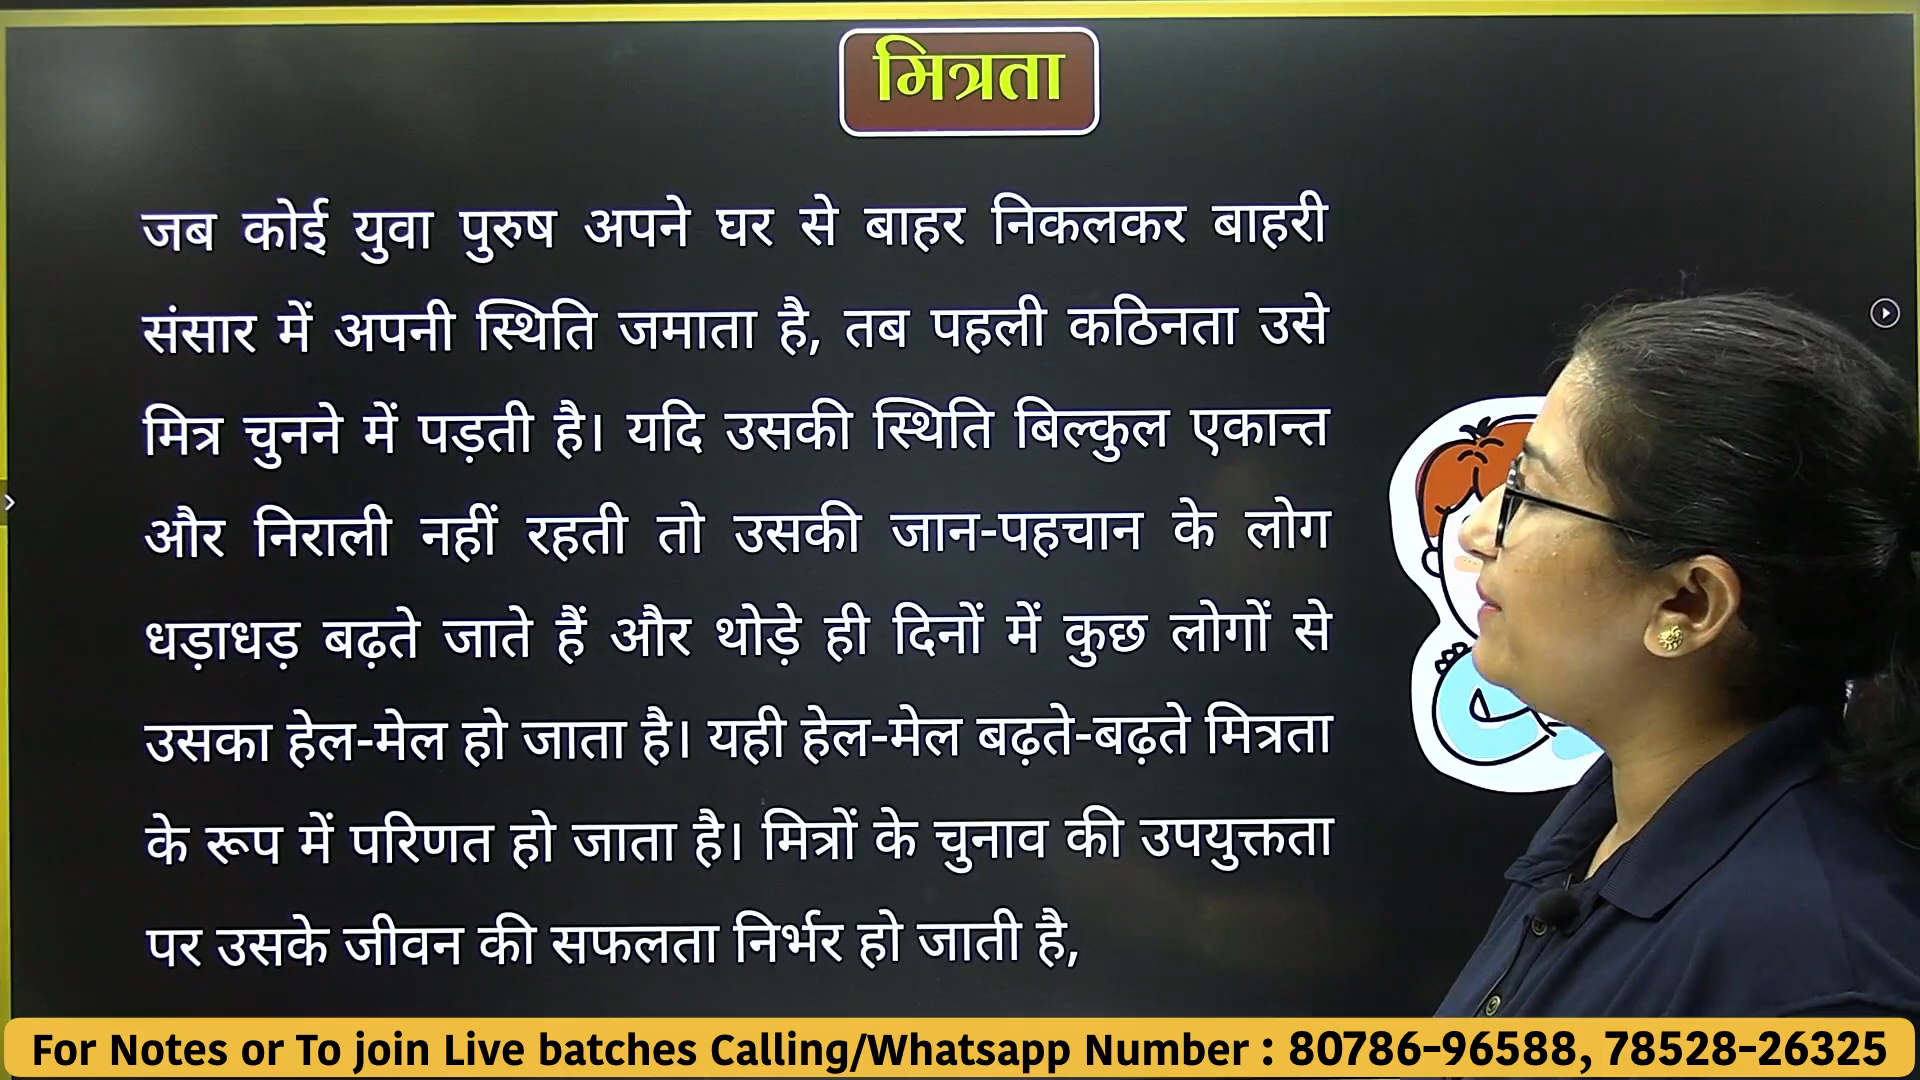 मित्रता
जब कोई युवा पुरुष अपने घर से बाहर निकलकर बाहरी
संसार में अपनी स्थिति जमाता है, तब पहली कठिनता उसे
मित्र चुनने में पड़ती है। यदि उसकी स्थिति बिल्कुल एकान्त
और निराली नहीं रहती तो उसकी जान-पहचान के लोग
धड़ाधड़ बढ़ते जाते हैं और थोड़े ही दिनों में कुछ लोगों से
उसका हेल-मेल हो जाता है। यही हेल-मेल बढ़ते-बढ़ते मित्रता
के रूप में परिणत हो जाता है। मित्रों के चुनाव की उपयुक्तता
पर उसके जीवन की सफलता निर्भर हो जाती है,
For Notes or To join Live batches Calling/Whatsapp Number : 80786-96588, 78528-26325